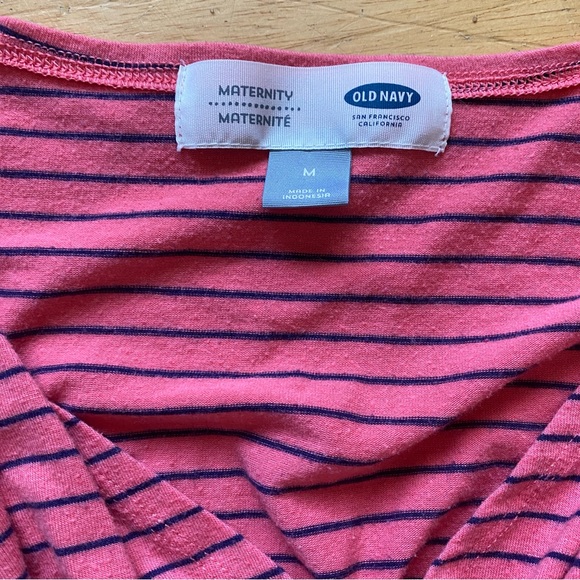 MATERNITY
MATERNITÉ
OLD NAVY
SAN FRANCISCO
CALIFORNIA
M
MADE IN
INDONESIA